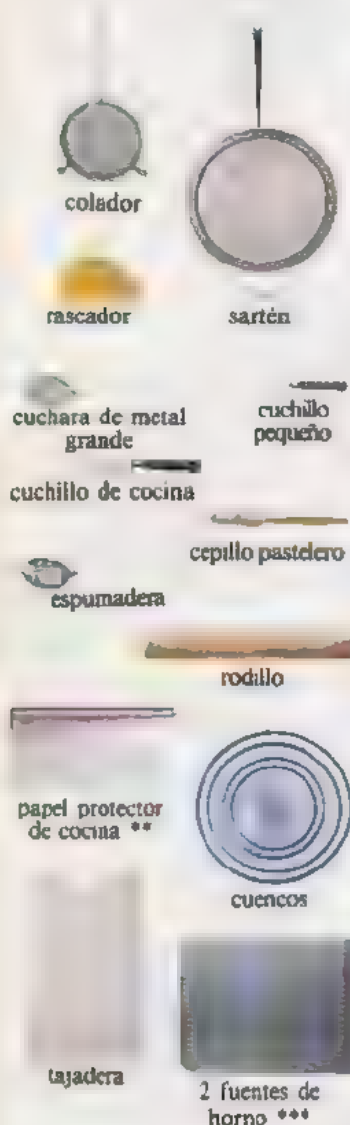 colador
rascador
sartén
cuchara de metal
grande
cuchillo
pequeño
cuchillo de cocina
cepillo pastelero
espumadera
rodillo
papel protector
de cocina **
cuencos
tajadera
2 fuentes de
horno ***